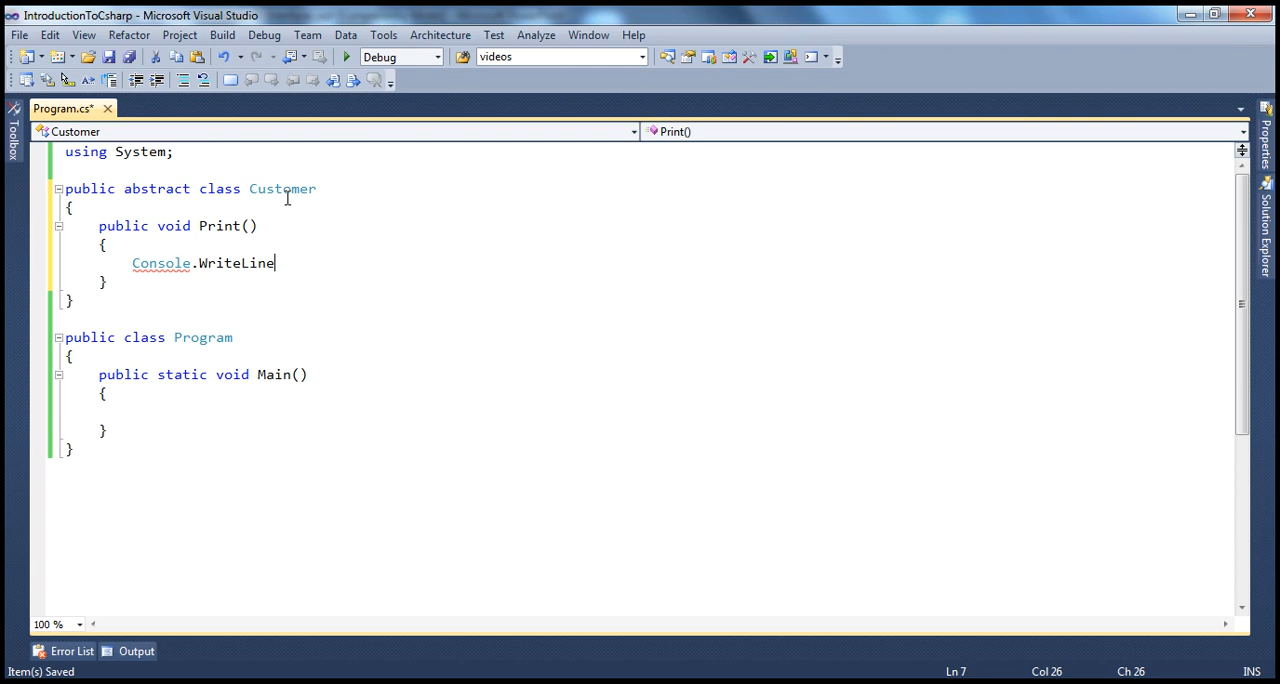 IntroductionToCsharp - Microsoft Visual Studio
File Edit View Refactor Project Build Debug Team Data Tools Architecture Test Analyze Window Help
Debug videos
Program.cs*
Customer Print()
using System;
public abstract class Customer
{
public void Print()
{
Console.WriteLine
}
}
public class Program
{
public static void Main()
{
}
}
100 %
Error List Output
Item(s) Saved Ln 7 Col 26 Ch 26 INS
Toolbox
Properties
Solution Explorer